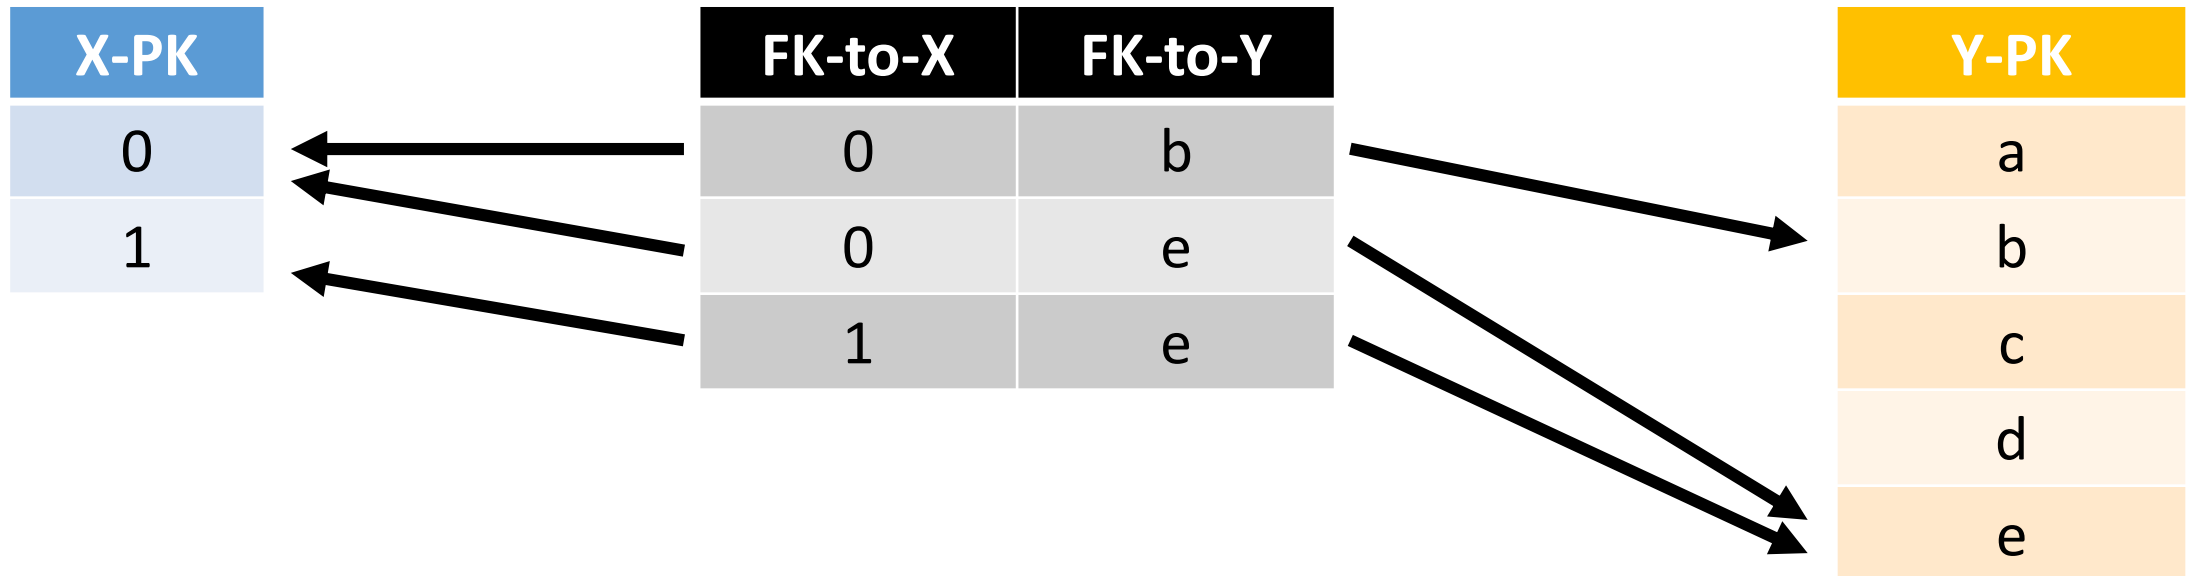 X-PK FK-to-X FK-to-Y Y-PK
0 0 b a
1 0 e b
1 e c
d
e